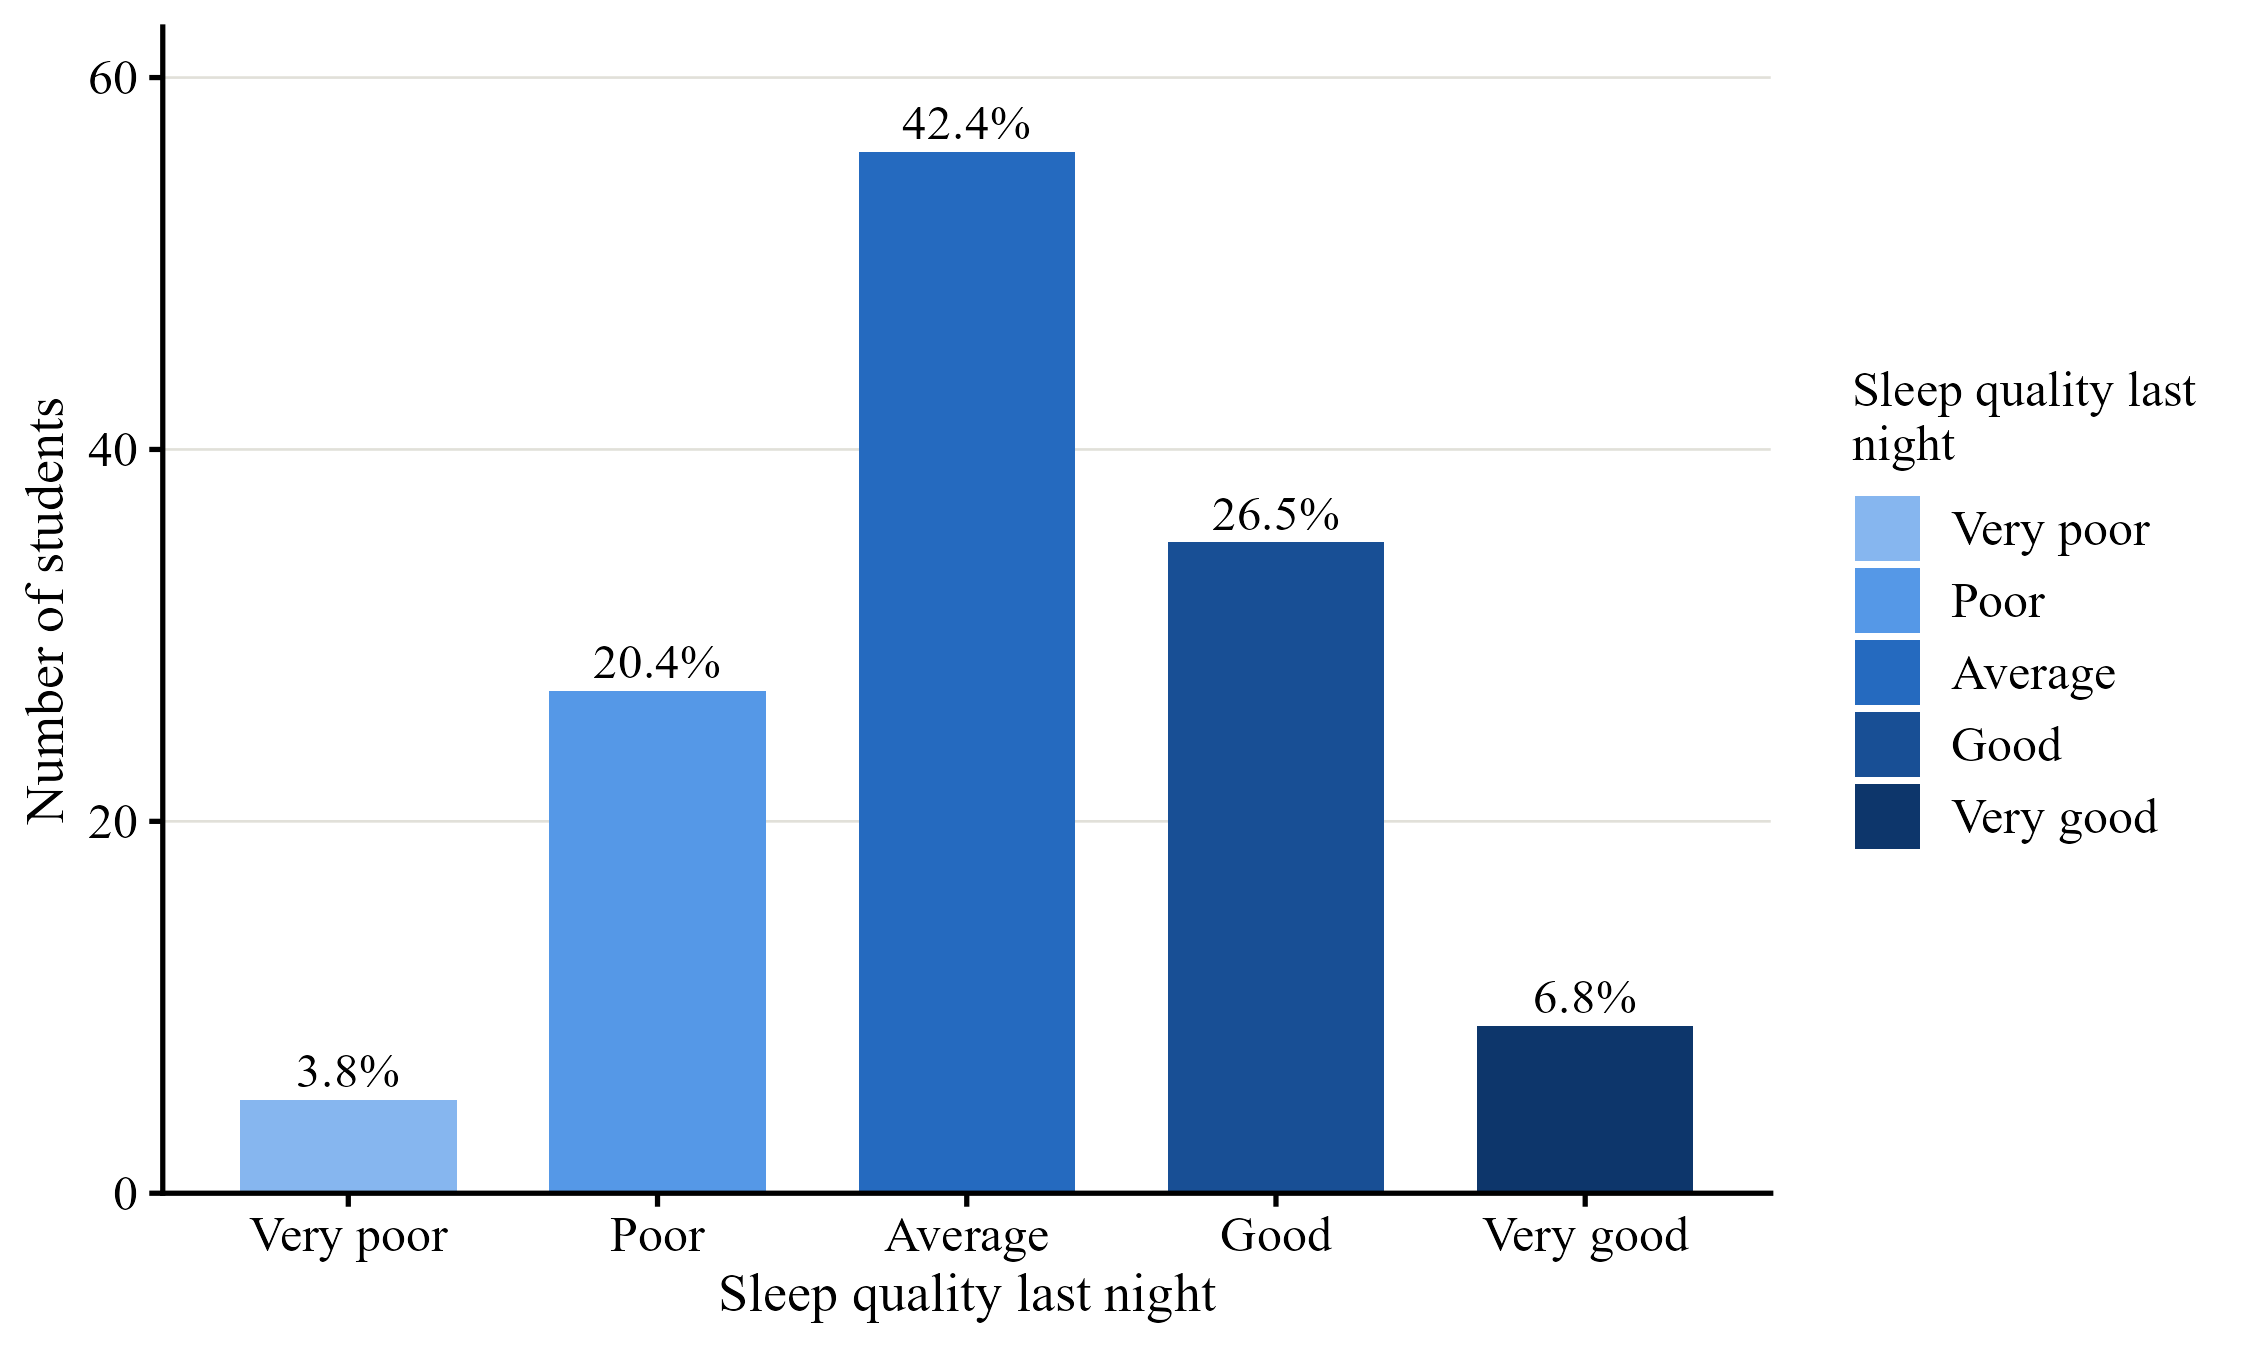 60
40
20
0
Number of students
3.8%
20.4%
42.4%
26.5%
6.8%
Very poor
Poor
Average
Good
Very good
Sleep quality last night
Sleep quality last
night
Very poor
Poor
Average
Good
Very good